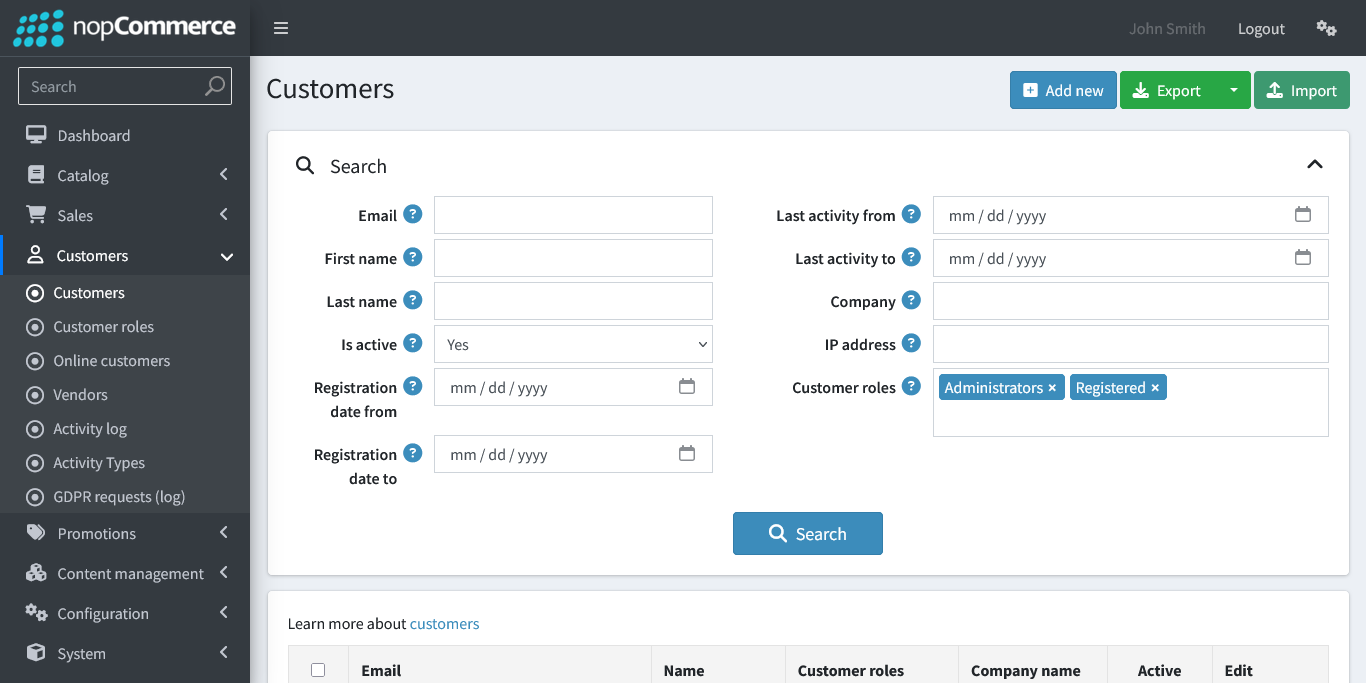 nopCommerce
John Smith
Logout
Search
Dashboard
Catalog
Sales
Customers
Customers
Customer roles
Online customers
Vendors
Activity log
Activity Types
GDPR requests (log)
Promotions
Content management
Configuration
System
Customers
Add new
Export
Import
Search
Email ?
First name ?
Last name ?
Is active ? Yes
Registration ? mm / dd / yyyy
date from
Registration ? mm / dd / yyyy
date to
Last activity from ? mm / dd / yyyy
Last activity to ? mm / dd / yyyy
Company ?
IP address ?
Customer roles ? Administrators × Registered ×
Search
Learn more about customers
Email Name Customer roles Company name Active Edit